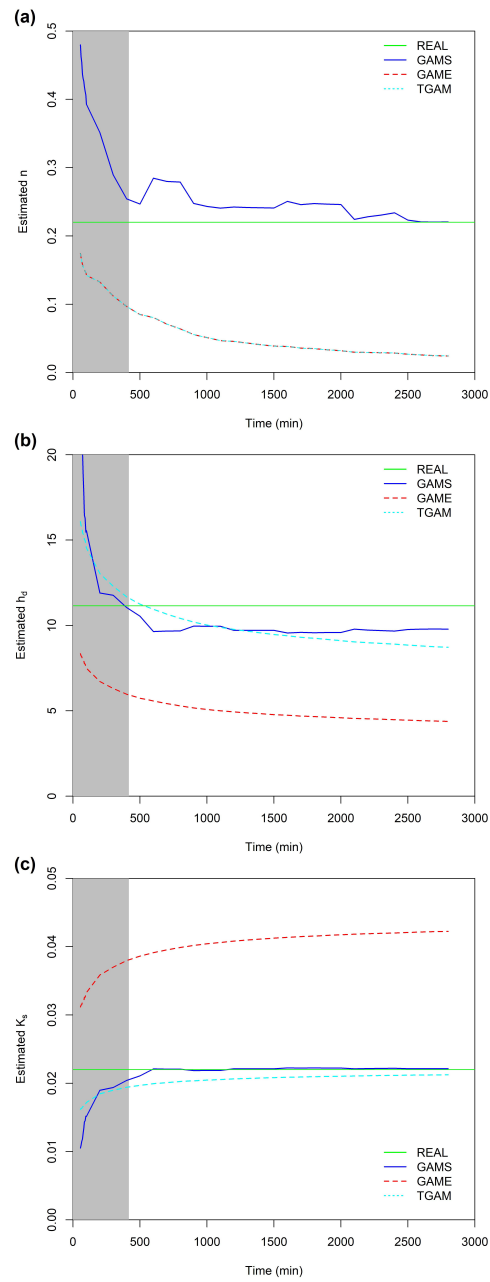 (a)
0.5
0.4
0.3
0.2
0.1
0.0
Estimated n
REAL
GAMS
GAME
TGAM
0 500 1000 1500 2000 2500 3000
Time (min)
(b)
20
15
10
5
0
Estimated h_d
REAL
GAMS
GAME
TGAM
0 500 1000 1500 2000 2500 3000
Time (min)
(c)
0.05
0.04
0.03
0.02
0.01
0.00
Estimated K_s
REAL
GAMS
GAME
TGAM
0 500 1000 1500 2000 2500 3000
Time (min)